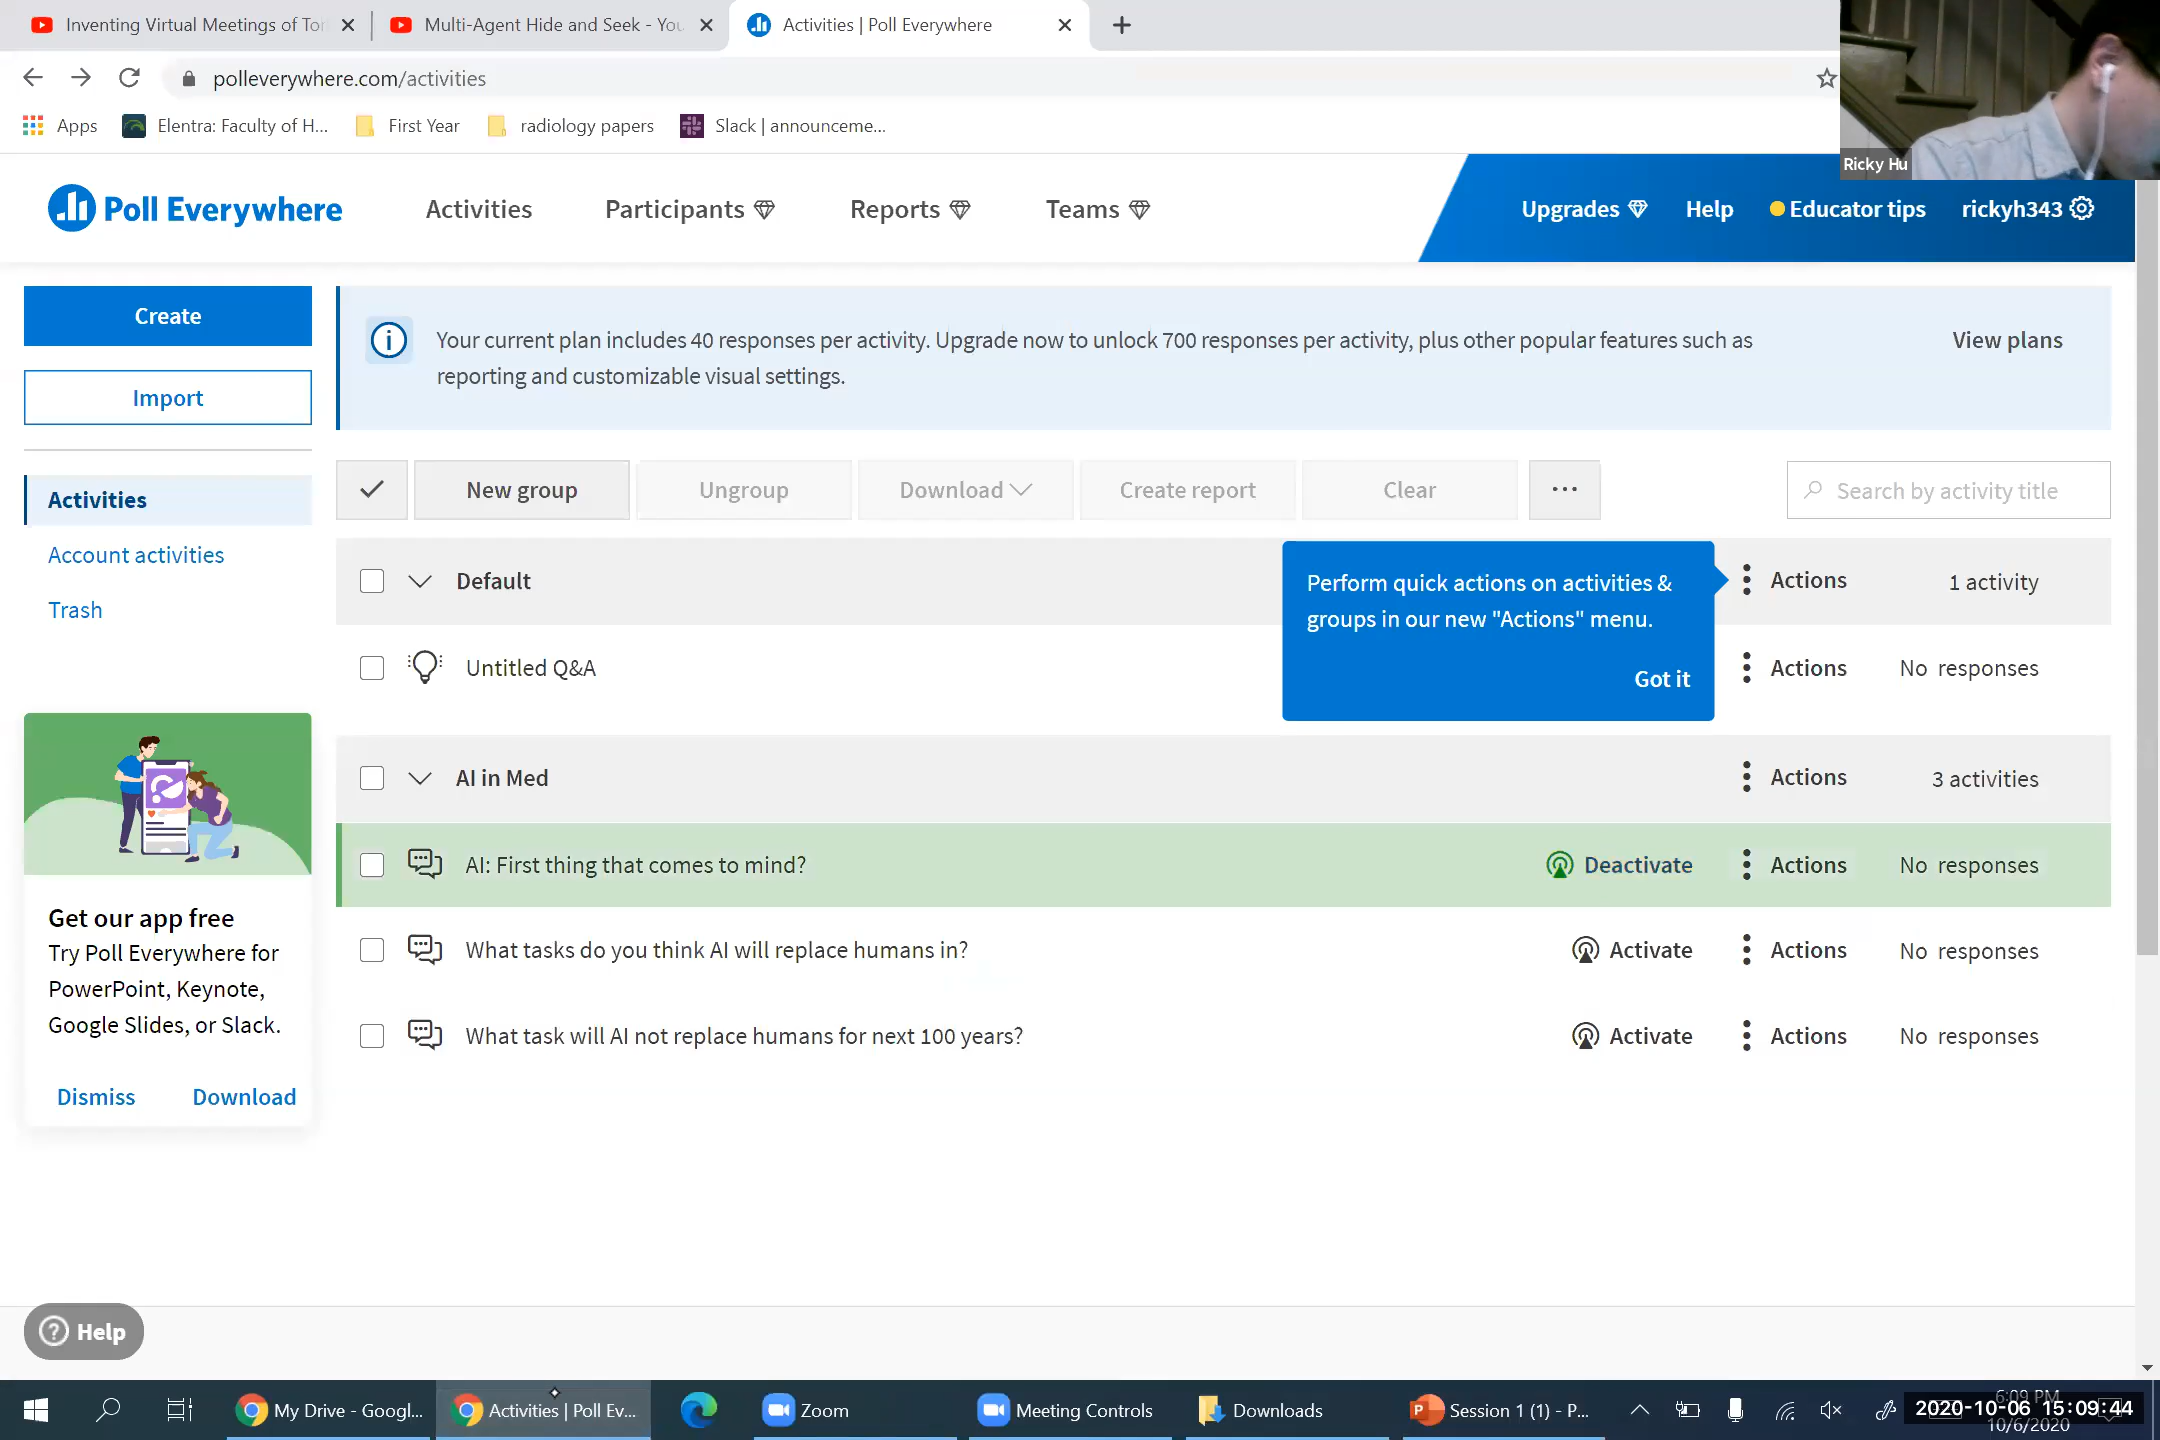 Inventing Virtual Meetings of Tor
Multi-Agent Hide and Seek - You
Activities | Poll Everywhere
polleverywhere.com/activities
Apps
Elentra: Faculty of H...
First Year
radiology papers
Slack | announceme...
Ricky Hu
Poll Everywhere
Activities
Participants
Reports
Teams
Upgrades
Help
Educator tips
rickyh343
Create
Import
Activities
Account activities
Trash
Your current plan includes 40 responses per activity. Upgrade now to unlock 700 responses per activity, plus other popular features such as
reporting and customizable visual settings.
View plans
New group
Ungroup
Download
Create report
Clear
...
Search by activity title
Default
Perform quick actions on activities &
groups in our new "Actions" menu.
Got it
Actions
1 activity
Untitled Q&A
Actions
No responses
AI in Med
Actions
3 activities
AI: First thing that comes to mind?
Deactivate
Actions
No responses
What tasks do you think AI will replace humans in?
Activate
Actions
No responses
What task will AI not replace humans for next 100 years?
Activate
Actions
No responses
Get our app free
Try Poll Everywhere for
PowerPoint, Keynote,
Google Slides, or Slack.
Dismiss
Download
Help
My Drive - Googl...
Activities | Poll Ev...
Zoom
Meeting Controls
Downloads
Session 1 (1) - P...
6:09 PM
2020-10-06 15:09:44
10/6/2020